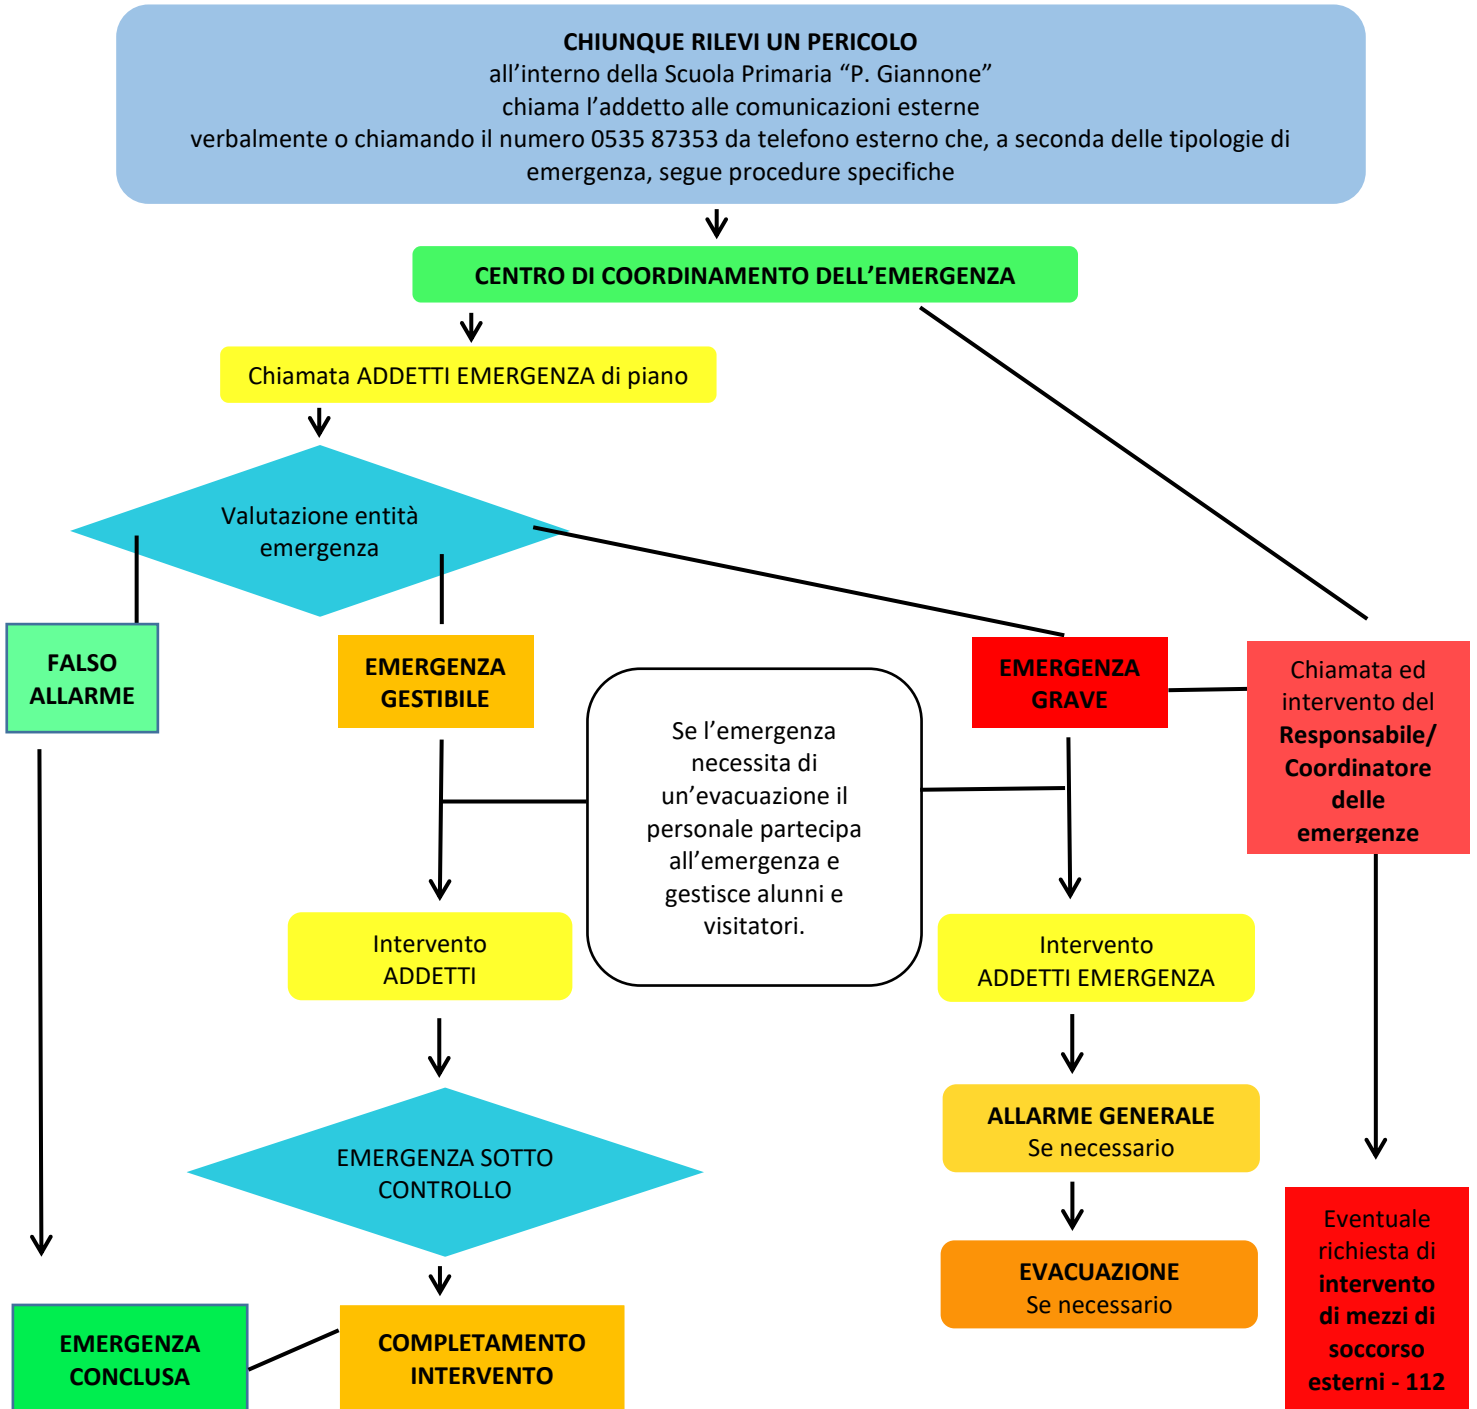 CHIUNQUE RILEVI UN PERICOLO
all’interno della Scuola Primaria “P. Giannone”
chiama l’addetto alle comunicazioni esterne
verbalmente o chiamando il numero 0535 87353 da telefono esterno che, a seconda delle tipologie di
emergenza, segue procedure specifiche
CENTRO DI COORDINAMENTO DELL’EMERGENZA
Chiamata ADDETTI EMERGENZA di piano
Valutazione entità
emergenza
FALSO
ALLARME
EMERGENZA
GESTIBILE
Se l’emergenza
necessita di
un’evacuazione il
personale partecipa
all’emergenza e
gestisce alunni e
visitatori.
EMERGENZA
GRAVE
Chiamata ed
intervento del
Responsabile/
Coordinatore
delle
emergenze
Intervento
ADDETTI
Intervento
ADDETTI EMERGENZA
EMERGENZA SOTTO
CONTROLLO
ALLARME GENERALE
Se necessario
EVACUAZIONE
Se necessario
Eventuale
richiesta di
intervento
di mezzi di
soccorso
esterni - 112
EMERGENZA
CONCLUSA
COMPLETAMENTO
INTERVENTO